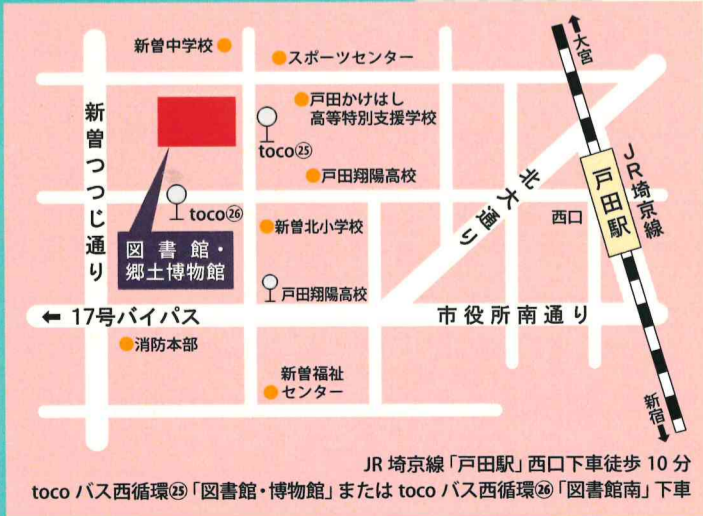 新曽中学校
スポーツセンター
大宮
戸田かけはし
高等特別支援学校
新曽つつじ通り
toco㉕
戸田翔陽高校
北大通り
JR埼京線
戸田駅
西口
toco㉖
図書館・
郷土博物館
新曽北小学校
戸田翔陽高校
← 17号バイパス
市役所南通り
消防本部
新曽福祉
センター
新宿
JR 埼京線「戸田駅」西口下車徒歩 10 分
toco バス西循環㉕「図書館・博物館」または toco バス西循環㉖「図書館南」下車